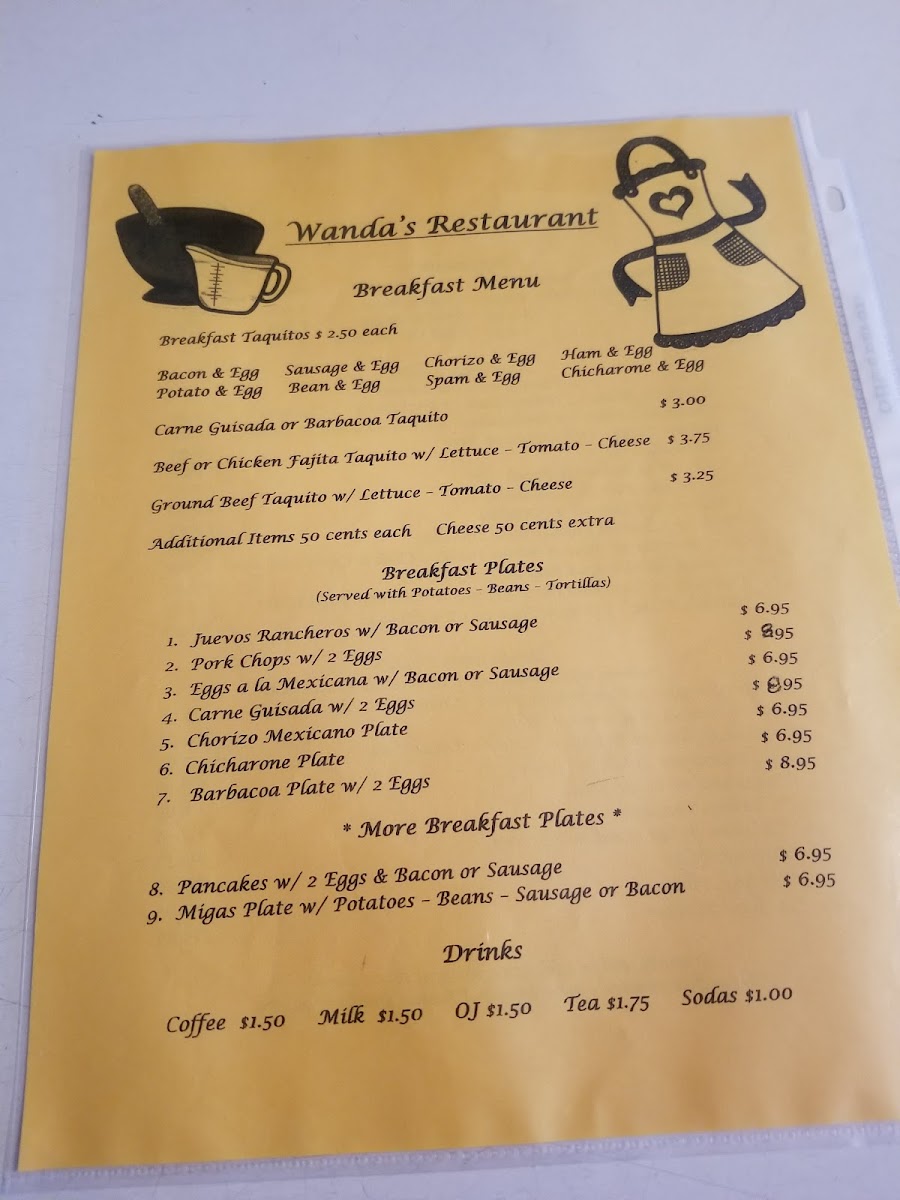 Wanda's Restaurant
Breakfast Menu
Breakfast Taquitos $ 2.50 each
Bacon & Egg Sausage & Egg Chorizo & Egg Ham & Egg
Potato & Egg Bean & Egg Spam & Egg Chicharone & Egg
Carne Guisada or Barbacoa Taquito $ 3.00
Beef or Chicken Fajita Taquito w/ Lettuce – Tomato – Cheese $ 3.75
Ground Beef Taquito w/ Lettuce – Tomato – Cheese $ 3.25
Additional Items 50 cents each Cheese 50 cents extra
Breakfast Plates
(Served with Potatoes – Beans – Tortillas)
1. Juevos Rancheros w/ Bacon or Sausage $ 6.95
2. Pork Chops w/ 2 Eggs $ 8.95
3. Eggs a la Mexicana w/ Bacon or Sausage $ 6.95
4. Carne Guisada w/ 2 Eggs $ 8.95
5. Chorizo Mexicano Plate $ 6.95
6. Chicharone Plate $ 6.95
7. Barbacoa Plate w/ 2 Eggs $ 8.95
* More Breakfast Plates *
8. Pancakes w/ 2 Eggs & Bacon or Sausage $ 6.95
9. Migas Plate w/ Potatoes – Beans – Sausage or Bacon $ 6.95
Drinks
Coffee $1.50 Milk $1.50 OJ $1.50 Tea $1.75 Sodas $1.00